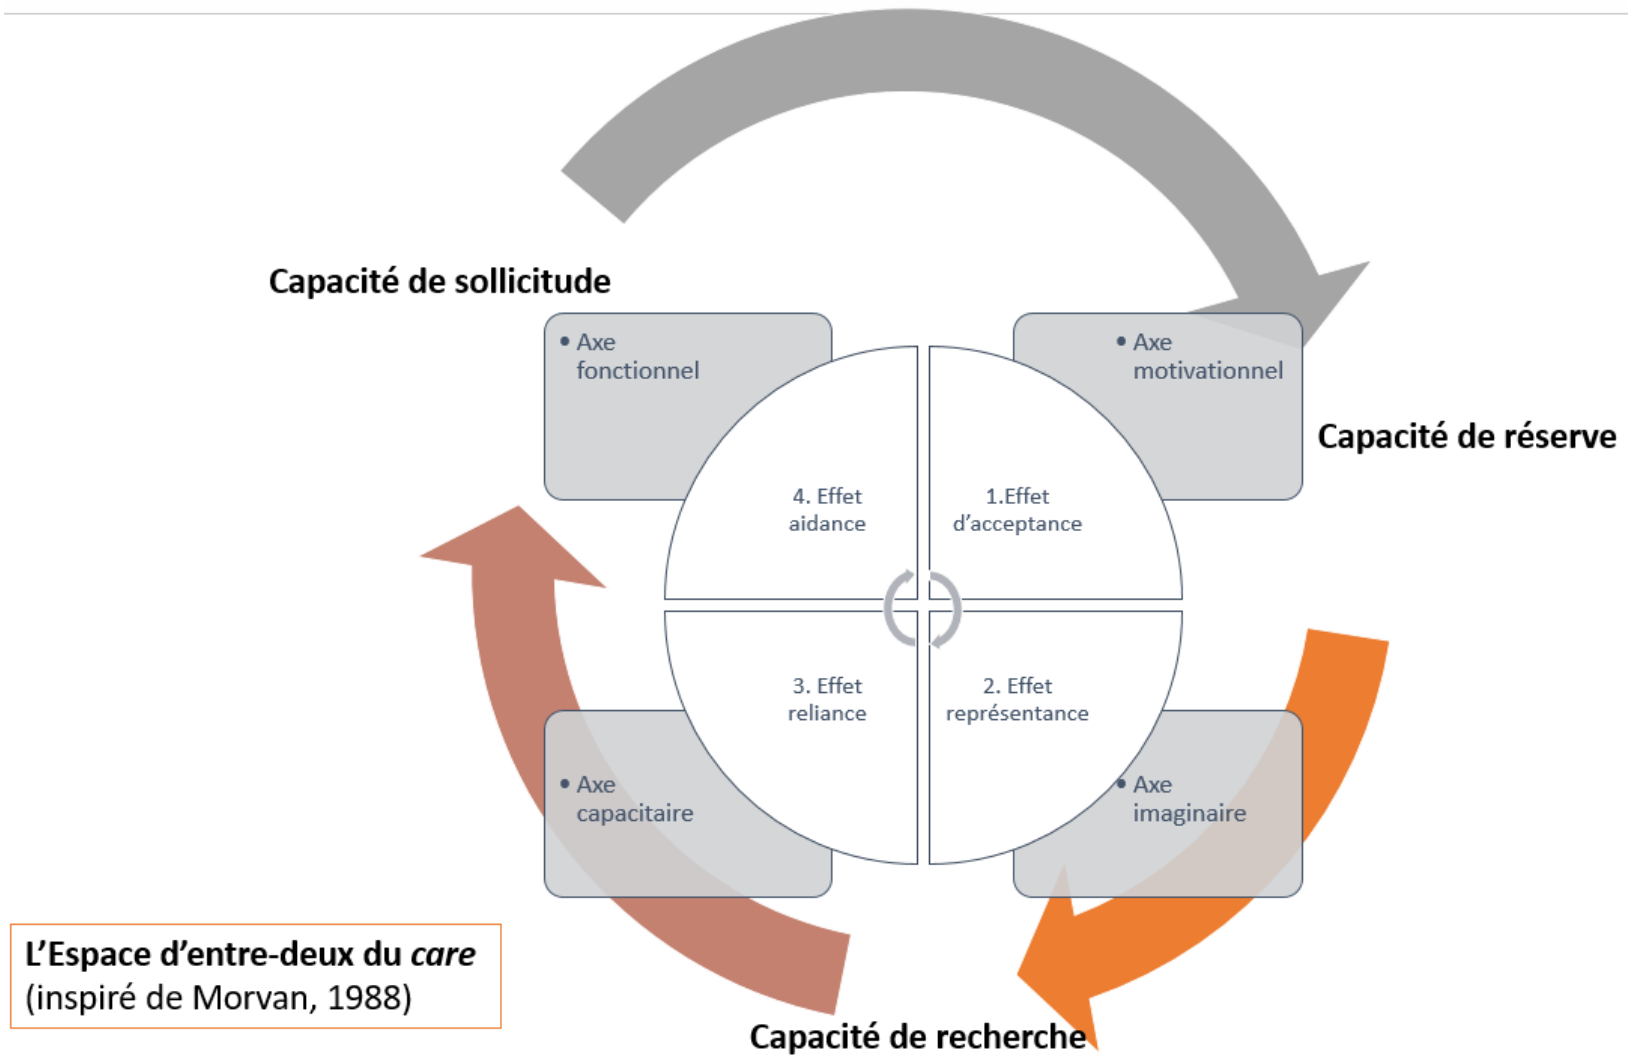 Capacité de sollicitude
• Axe
fonctionnel
• Axe
motivationnel
Capacité de réserve
4. Effet
aidance
1.Effet
d’acceptance
3. Effet
reliance
2. Effet
représentance
• Axe
capacitaire
• Axe
imaginaire
L’Espace d’entre-deux du care
(inspiré de Morvan, 1988)
Capacité de recherche